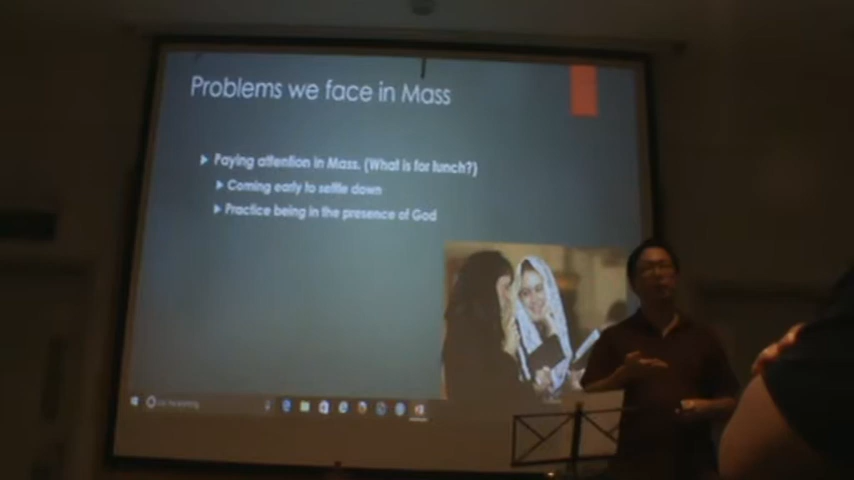 Problems we face in Mass
Paying attention in Mass. (What is for lunch?)
Coming early to settle down
Practice being in the presence of God